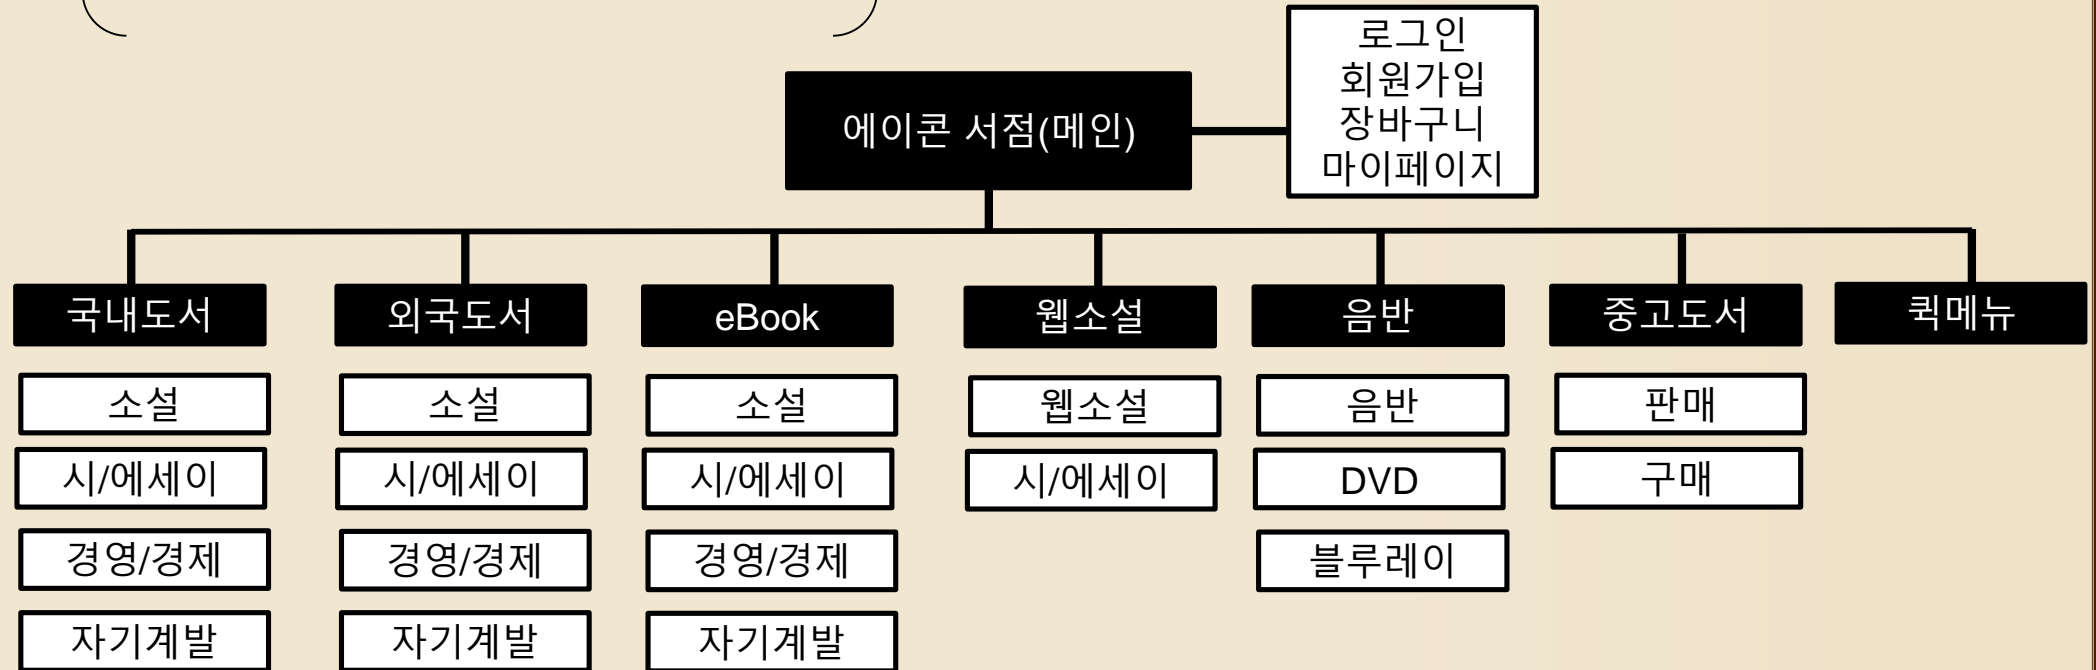 로그인
회원가입
장바구니
마이페이지
에이콘 서점(메인)
국내도서
외국도서
eBook
웹소설
음반
중고도서
퀵메뉴
소설
소설
소설
웹소설
음반
판매
시/에세이
시/에세이
시/에세이
시/에세이
DVD
구매
경영/경제
경영/경제
경영/경제
블루레이
자기계발
자기계발
자기계발